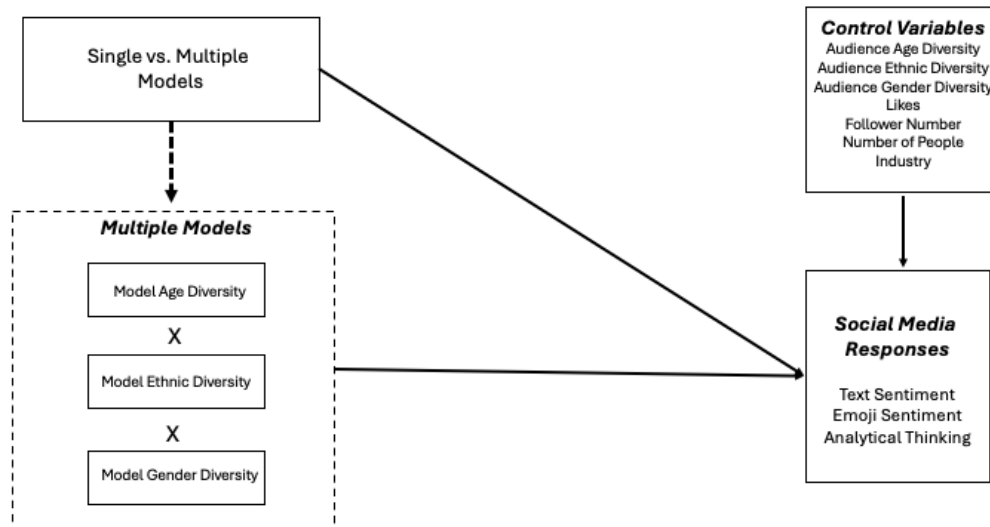 Single vs. Multiple
Models
Multiple Models
Model Age Diversity
X
Model Ethnic Diversity
X
Model Gender Diversity
Control Variables
Audience Age Diversity
Audience Ethnic Diversity
Audience Gender Diversity
Likes
Follower Number
Number of People
Industry
Social Media
Responses
Text Sentiment
Emoji Sentiment
Analytical Thinking